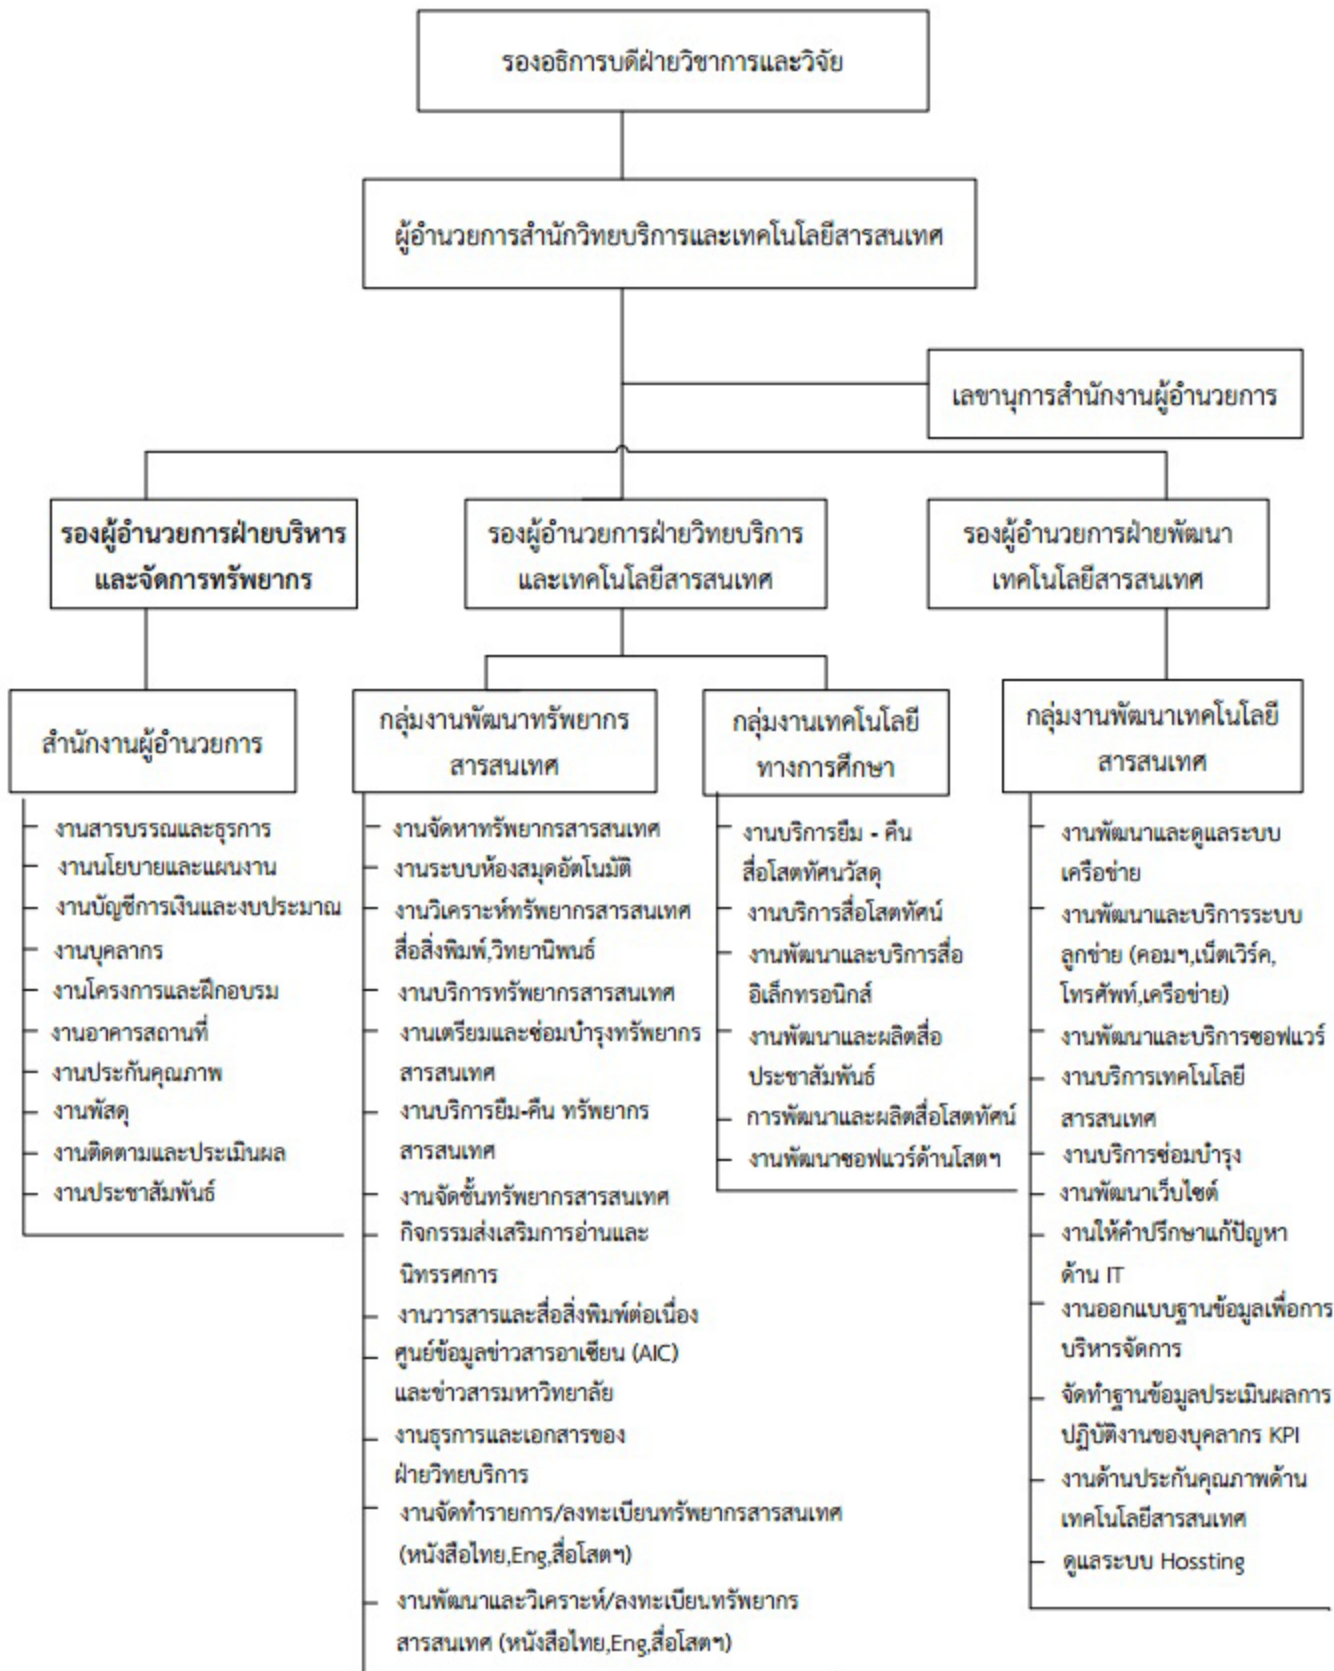 รองอธิการบดีฝ่ายวิชาการและวิจัย
ผู้อำนวยการสำนักวิทยบริการและเทคโนโลยีสารสนเทศ
เลขานุการสำนักงานผู้อำนวยการ
รองผู้อำนวยการฝ่ายบริหาร
และจัดการทรัพยากร
รองผู้อำนวยการฝ่ายวิทยบริการ
และเทคโนโลยีสารสนเทศ
รองผู้อำนวยการฝ่ายพัฒนา
เทคโนโลยีสารสนเทศ
สำนักงานผู้อำนวยการ
งานสารบรรณและธุรการ
งานนโยบายและแผนงาน
งานบัญชีการเงินและงบประมาณ
งานบุคลากร
งานโครงการและฝึกอบรม
งานอาคารสถานที่
งานประกันคุณภาพ
งานพัสดุ
งานติดตามและประเมินผล
งานประชาสัมพันธ์
กลุ่มงานพัฒนาทรัพยากร
สารสนเทศ
งานจัดหาทรัพยากรสารสนเทศ
งานระบบห้องสมุดอัตโนมัติ
งานวิเคราะห์ทรัพยากรสารสนเทศ
สื่อสิ่งพิมพ์,วิทยานิพนธ์
งานบริการทรัพยากรสารสนเทศ
งานเตรียมและซ่อมบำรุงทรัพยากร
สารสนเทศ
งานบริการยืม-คืน ทรัพยากร
สารสนเทศ
งานจัดชั้นทรัพยากรสารสนเทศ
กิจกรรมส่งเสริมการอ่านและ
นิทรรศการ
งานวารสารและสื่อสิ่งพิมพ์ต่อเนื่อง
ศูนย์ข้อมูลข่าวสารอาเซียน (AIC)
และข่าวสารมหาวิทยาลัย
งานธุรการและเอกสารของ
ฝ่ายวิทยบริการ
งานจัดทำรายการ/ลงทะเบียนทรัพยากรสารสนเทศ
(หนังสือไทย,Eng,สื่อโสตฯ)
งานพัฒนาและวิเคราะห์/ลงทะเบียนทรัพยากร
สารสนเทศ (หนังสือไทย,Eng,สื่อโสตฯ)
กลุ่มงานเทคโนโลยี
ทางการศึกษา
งานบริการยืม - คืน
สื่อโสตทัศนวัสดุ
งานบริการสื่อโสตทัศน์
งานพัฒนาและบริการสื่อ
อิเล็กทรอนิกส์
งานพัฒนาและผลิตสื่อ
ประชาสัมพันธ์
การพัฒนาและผลิตสื่อโสตทัศน์
งานพัฒนาซอฟแวร์ด้านโสตฯ
กลุ่มงานพัฒนาเทคโนโลยี
สารสนเทศ
งานพัฒนาและดูแลระบบ
เครือข่าย
งานพัฒนาและบริการระบบ
ลูกข่าย (คอมฯ,เน็ตเวิร์ค,
โทรศัพท์,เครือข่าย)
งานพัฒนาและบริการซอฟแวร์
งานบริการเทคโนโลยี
สารสนเทศ
งานบริการซ่อมบำรุง
งานพัฒนาเว็บไซต์
งานให้คำปรึกษาแก้ปัญหา
ด้าน IT
งานออกแบบฐานข้อมูลเพื่อการ
บริหารจัดการ
จัดทำฐานข้อมูลประเมินผลการ
ปฏิบัติงานของบุคลากร KPI
งานด้านประกันคุณภาพด้าน
เทคโนโลยีสารสนเทศ
ดูแลระบบ Hossting